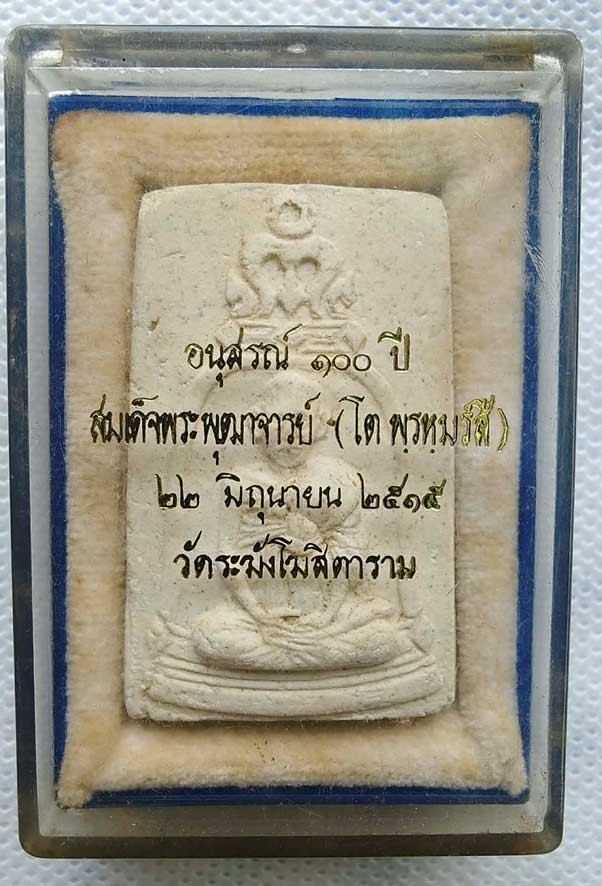 อนุสรณ์ ๑๐๐ ปี
สมเด็จพระพุฒาจารย์ (โต พฺรหฺมรํสี)
๒๒ มิถุนายน ๒๕๑๕
วัดระฆังโฆสิตาราม